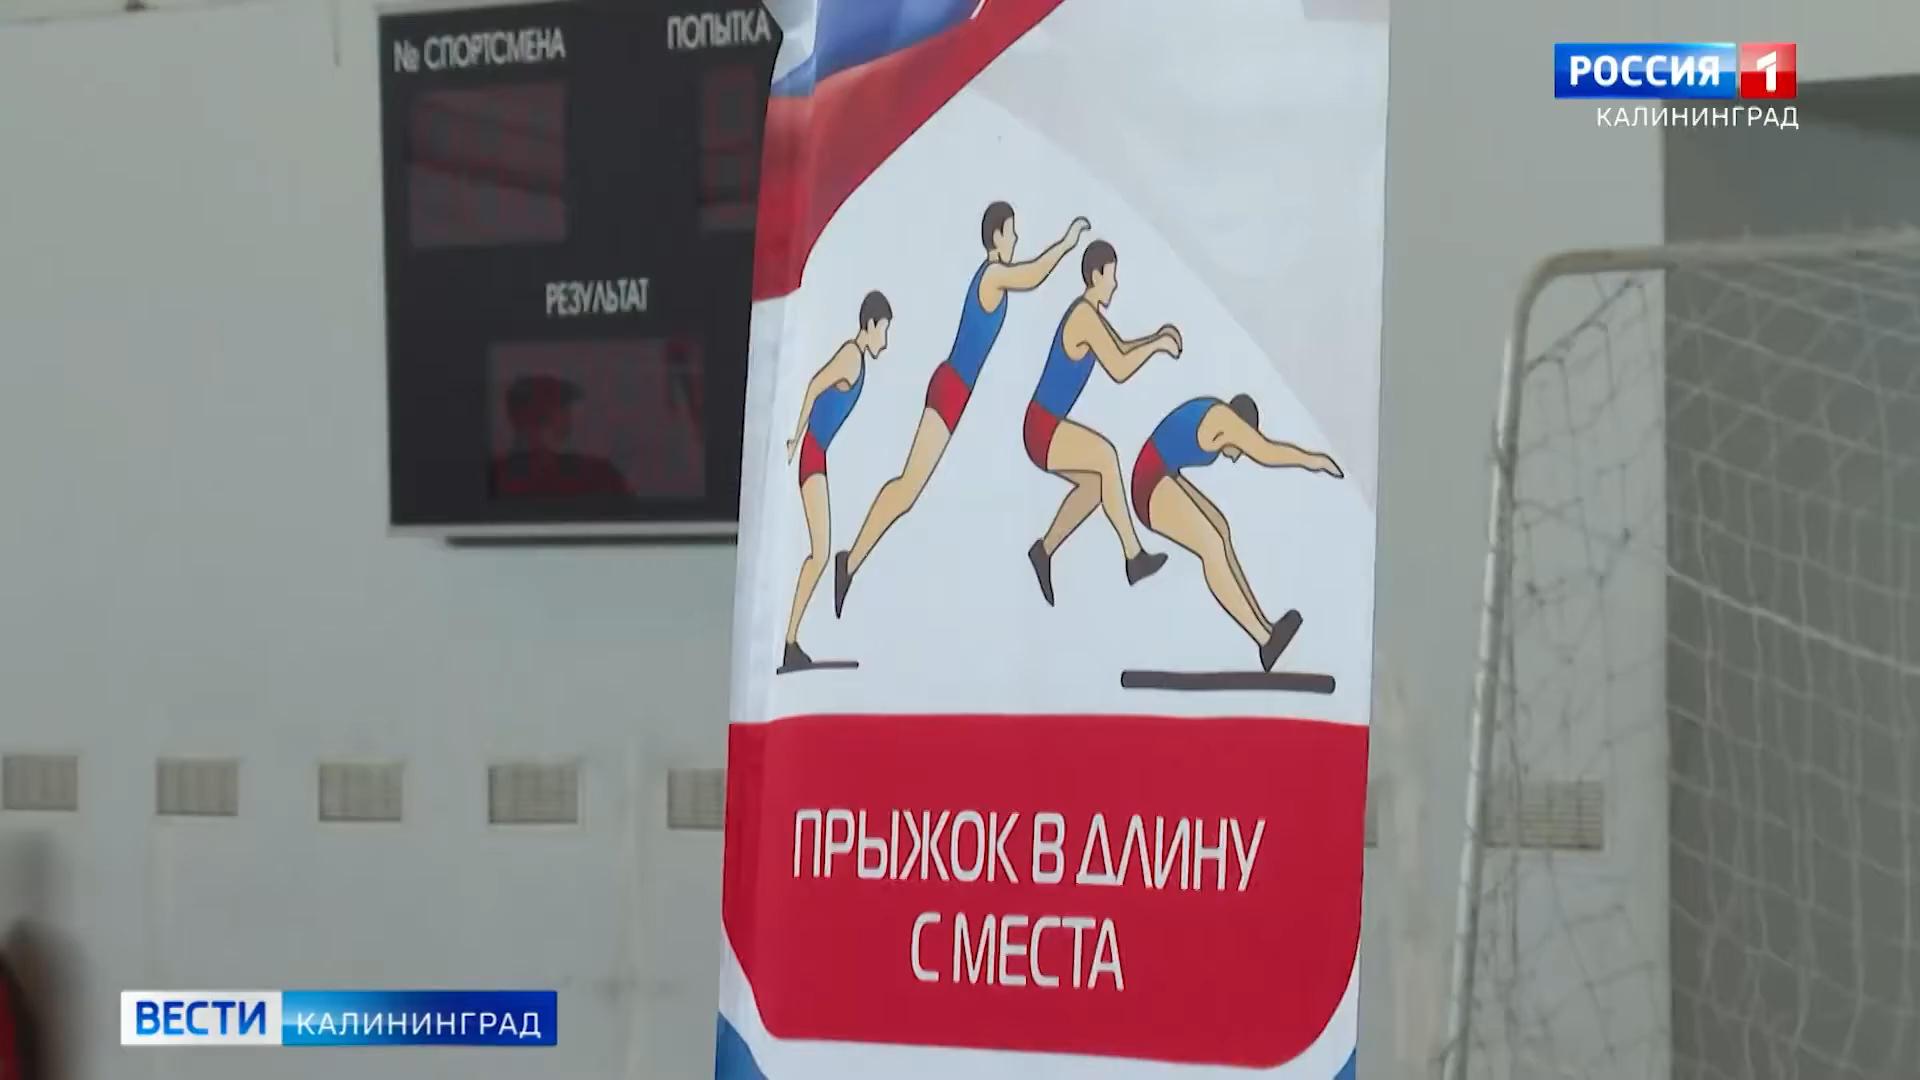 № СПОРТСМЕНА
ПОПЫТКА
РЕЗУЛЬТАТ
РОССИЯ 1
КАЛИНИНГРАД
ПРЫЖОК В ДЛИНУ
С МЕСТА
ВЕСТИ КАЛИНИНГРАД